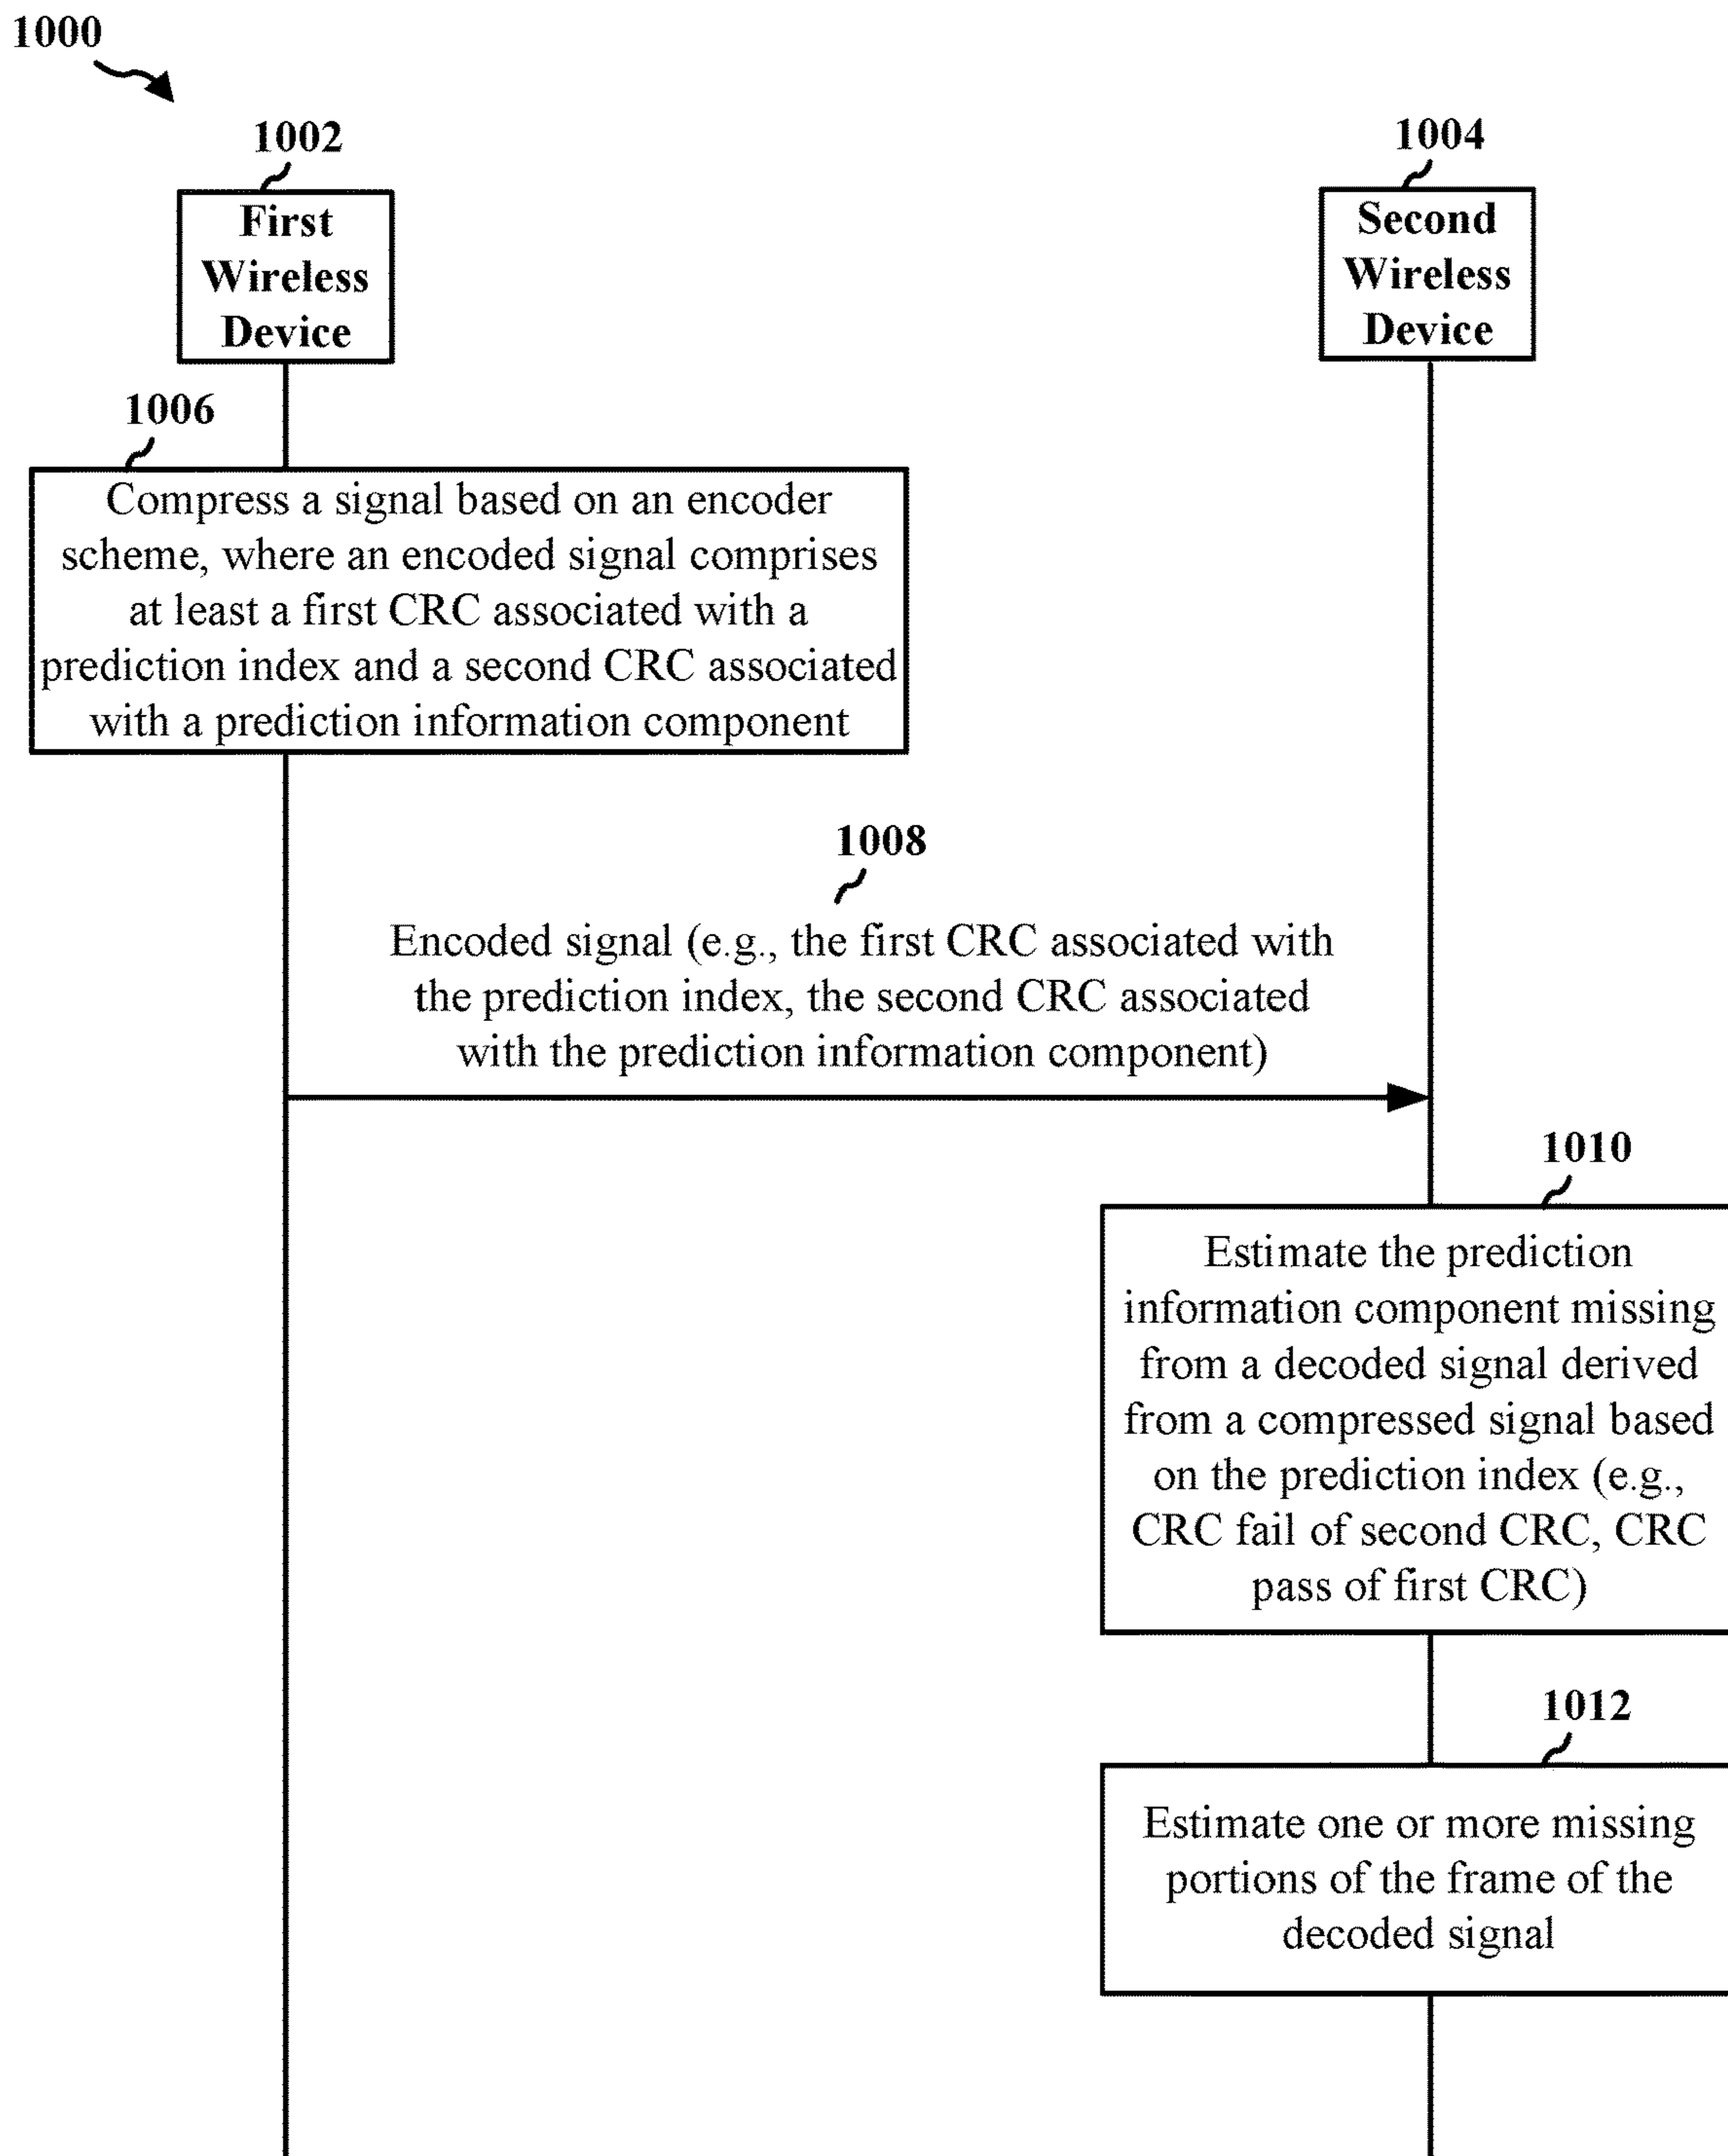 1000
1002
First
Wireless
Device
1004
Second
Wireless
Device
1006
Compress a signal based on an encoder
scheme, where an encoded signal comprises
at least a first CRC associated with a
prediction index and a second CRC associated
with a prediction information component
1008
Encoded signal (e.g., the first CRC associated with
the prediction index, the second CRC associated
with the prediction information component)
1010
Estimate the prediction
information component missing
from a decoded signal derived
from a compressed signal based
on the prediction index (e.g.,
CRC fail of second CRC, CRC
pass of first CRC)
1012
Estimate one or more missing
portions of the frame of the
decoded signal